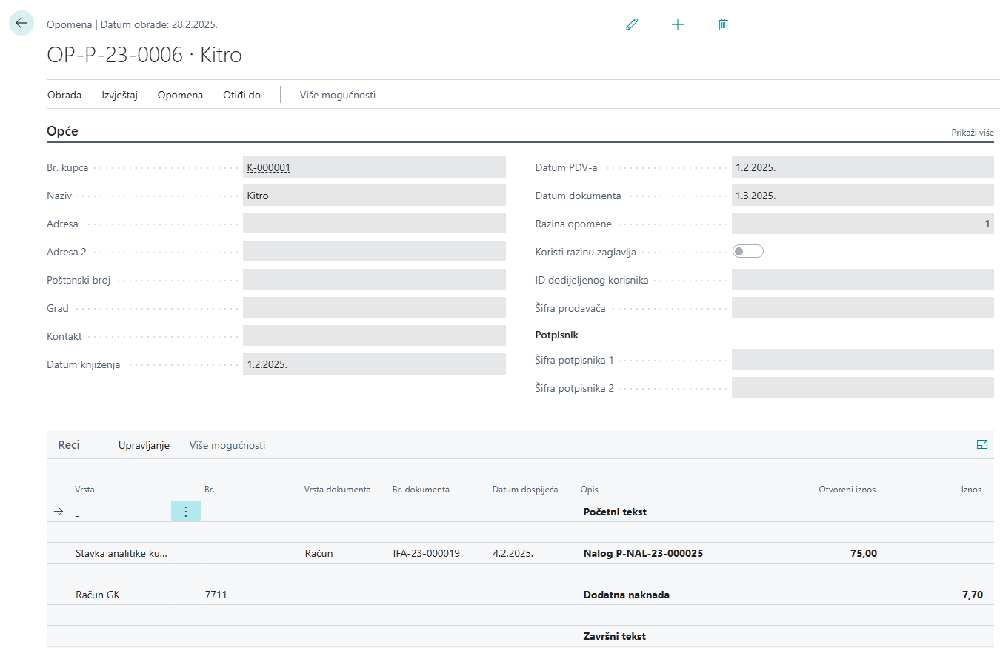 Opomena | Datum obrade: 28.2.2025.
OP-P-23-0006 · Kitro
Obrada Izvještaj Opomena Otiđi do Više mogućnosti
Opće Prikaži više
Br. kupca K-000001
Naziv Kitro
Adresa
Adresa 2
Poštanski broj
Grad
Kontakt
Datum knjiženja 1.2.2025.
Datum PDV-a 1.2.2025.
Datum dokumenta 1.3.2025.
Razina opomene 1
Koristi razinu zaglavlja
ID dodijeljenog korisnika
Šifra prodavača
Potpisnik
Šifra potpisnika 1
Šifra potpisnika 2
Reci Upravljanje Više mogućnosti
Vrsta Br. Vrsta dokumenta Br. dokumenta Datum dospijeća Opis Otvoreni iznos Iznos
_ Početni tekst
Stavka analitike ku... Račun IFA-23-000019 4.2.2025. Nalog P-NAL-23-000025 75,00
Račun GK 7711 Dodatna naknada 7,70
Završni tekst